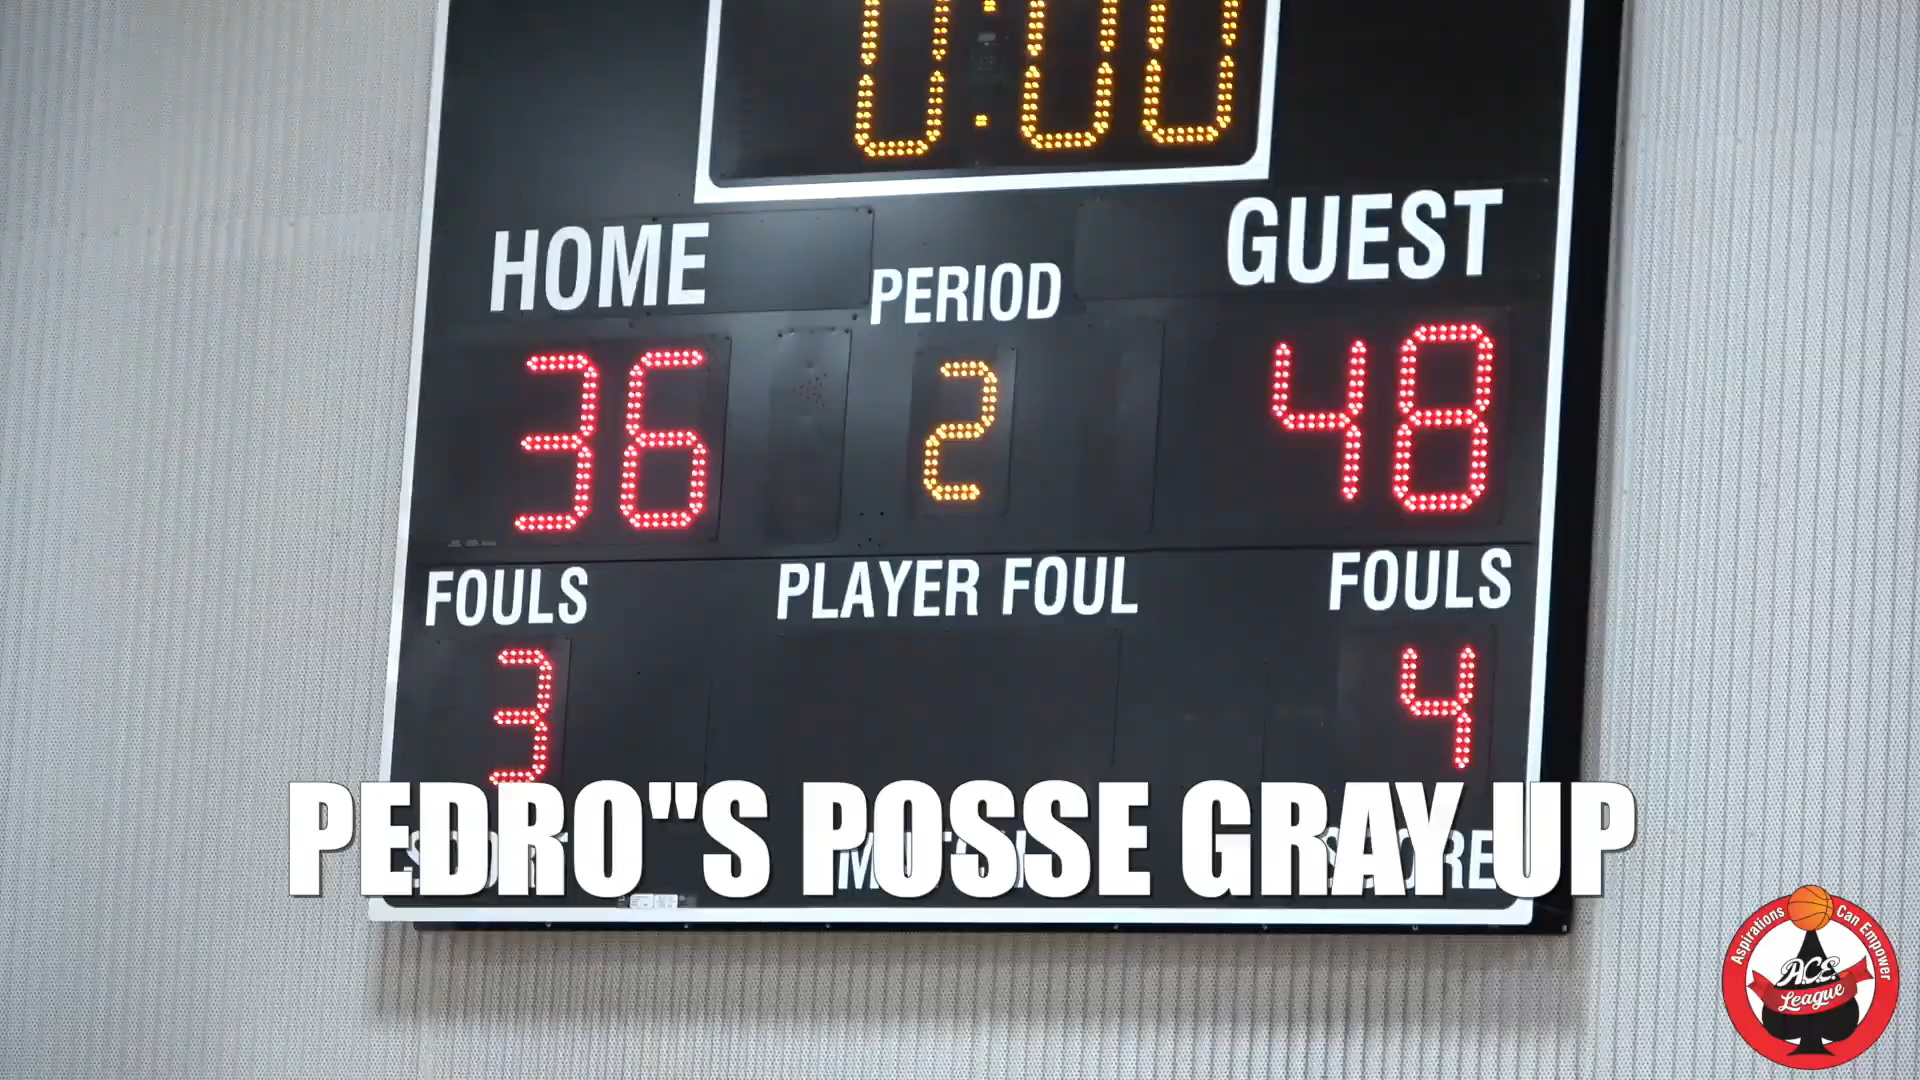 0:00
HOME
PERIOD
GUEST
36
2
48
FOULS
PLAYER FOUL
FOULS
3
4
PEDRO"S POSSE GRAY UP
SCORE
Aspirations Can Empower
A.C.E.
League